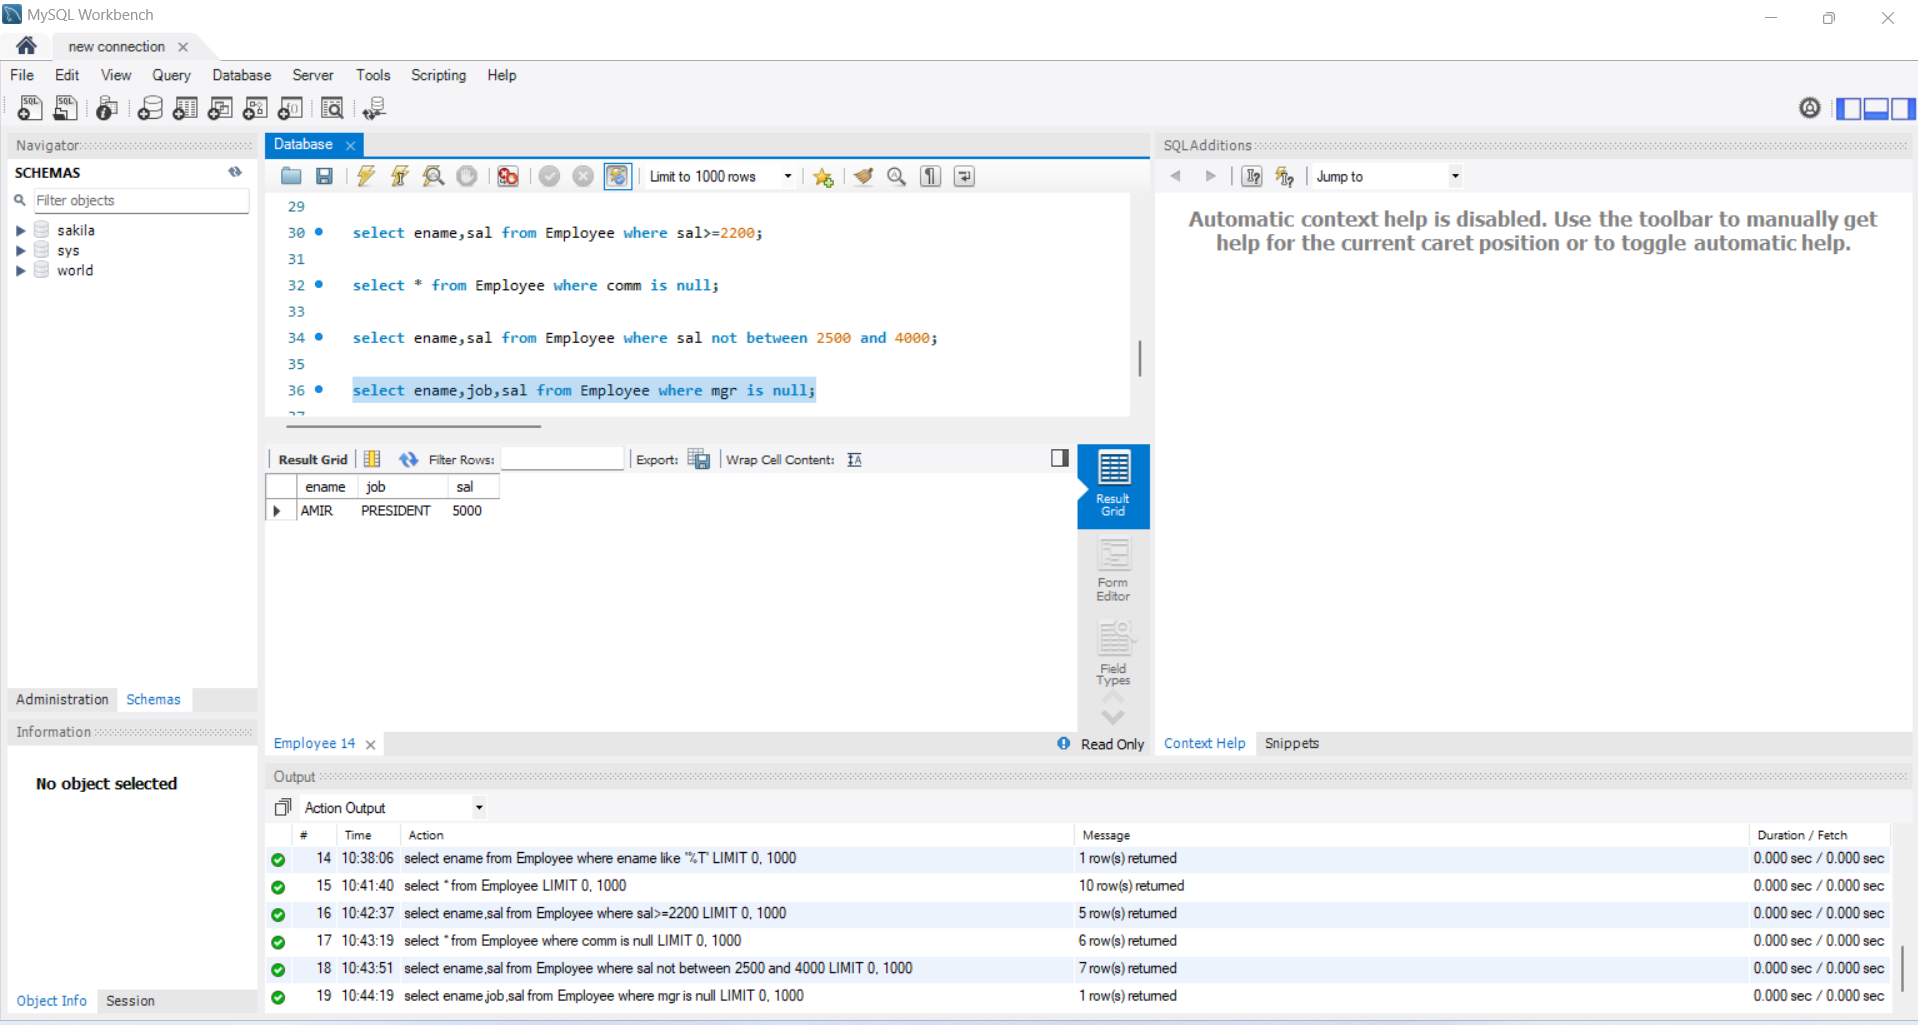 MySQL Workbench
new connection
File Edit View Query Database Server Tools Scripting Help
Navigator
SCHEMAS
Filter objects
sakila
sys
world
Administration Schemas
Information
No object selected
Object Info Session
Database
Limit to 1000 rows
29
30 select ename,sal from Employee where sal>=2200;
31
32 select * from Employee where comm is null;
33
34 select ename,sal from Employee where sal not between 2500 and 4000;
35
36 select ename,job,sal from Employee where mgr is null;
37
Result Grid Filter Rows: Export: Wrap Cell Content:
ename job sal
AMIR PRESIDENT 5000
Result
Grid
Form
Editor
Field
Types
Employee 14 Read Only
SQLAdditions
Jump to
Automatic context help is disabled. Use the toolbar to manually get
help for the current caret position or to toggle automatic help.
Context Help Snippets
Output
Action Output
# Time Action Message Duration / Fetch
14 10:38:06 select ename from Employee where ename like '%T' LIMIT 0, 1000 1 row(s) returned 0.000 sec / 0.000 sec
15 10:41:40 select * from Employee LIMIT 0, 1000 10 row(s) returned 0.000 sec / 0.000 sec
16 10:42:37 select ename,sal from Employee where sal>=2200 LIMIT 0, 1000 5 row(s) returned 0.000 sec / 0.000 sec
17 10:43:19 select * from Employee where comm is null LIMIT 0, 1000 6 row(s) returned 0.000 sec / 0.000 sec
18 10:43:51 select ename,sal from Employee where sal not between 2500 and 4000 LIMIT 0, 1000 7 row(s) returned 0.000 sec / 0.000 sec
19 10:44:19 select ename,job,sal from Employee where mgr is null LIMIT 0, 1000 1 row(s) returned 0.000 sec / 0.000 sec